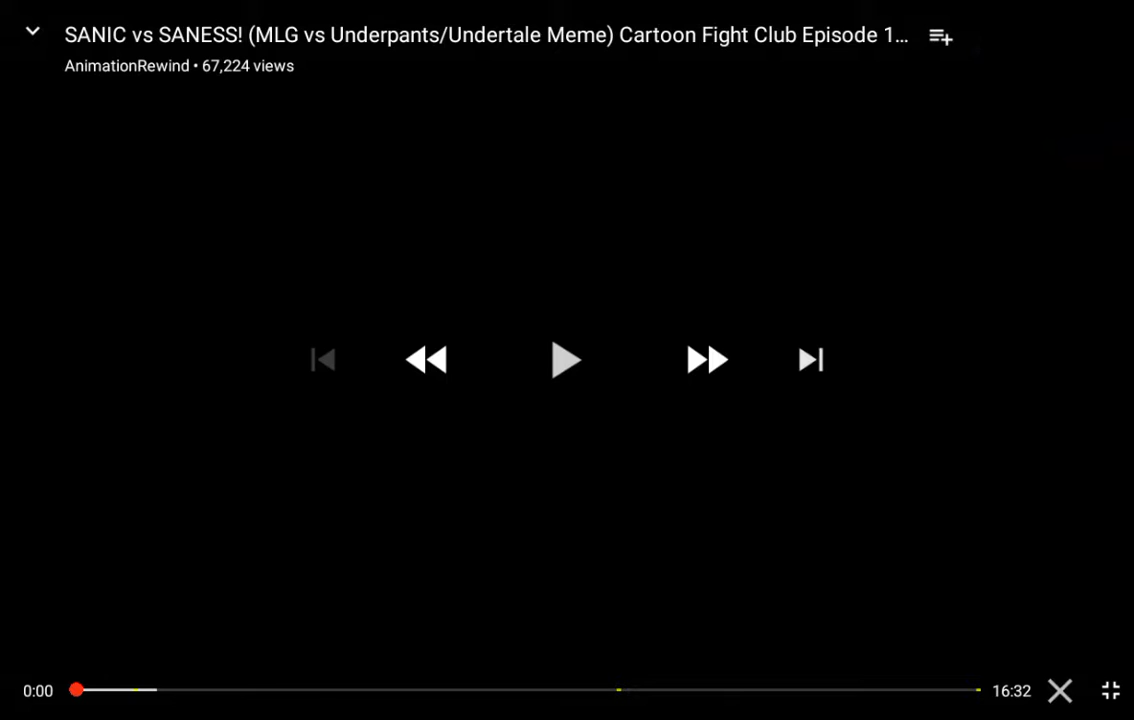 SANIC vs SANESS! (MLG vs Underpants/Undertale Meme) Cartoon Fight Club Episode 1...
AnimationRewind • 67,224 views
0:00
16:32